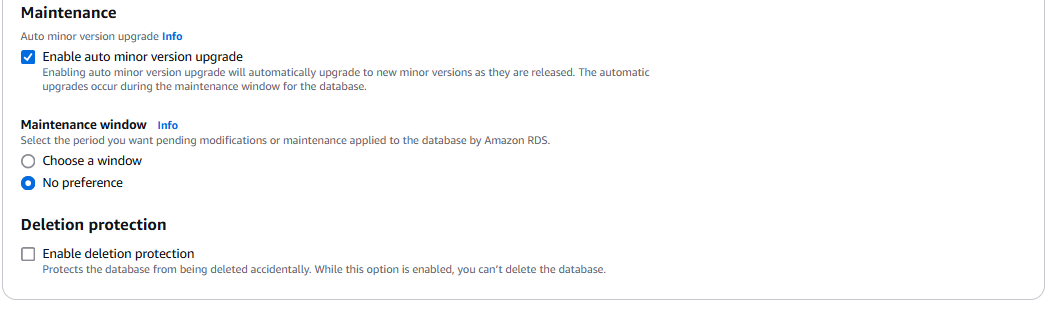 Maintenance
Auto minor version upgrade Info
Enable auto minor version upgrade
Enabling auto minor version upgrade will automatically upgrade to new minor versions as they are released. The automatic
upgrades occur during the maintenance window for the database.
Maintenance window Info
Select the period you want pending modifications or maintenance applied to the database by Amazon RDS.
Choose a window
No preference
Deletion protection
Enable deletion protection
Protects the database from being deleted accidentally. While this option is enabled, you can’t delete the database.